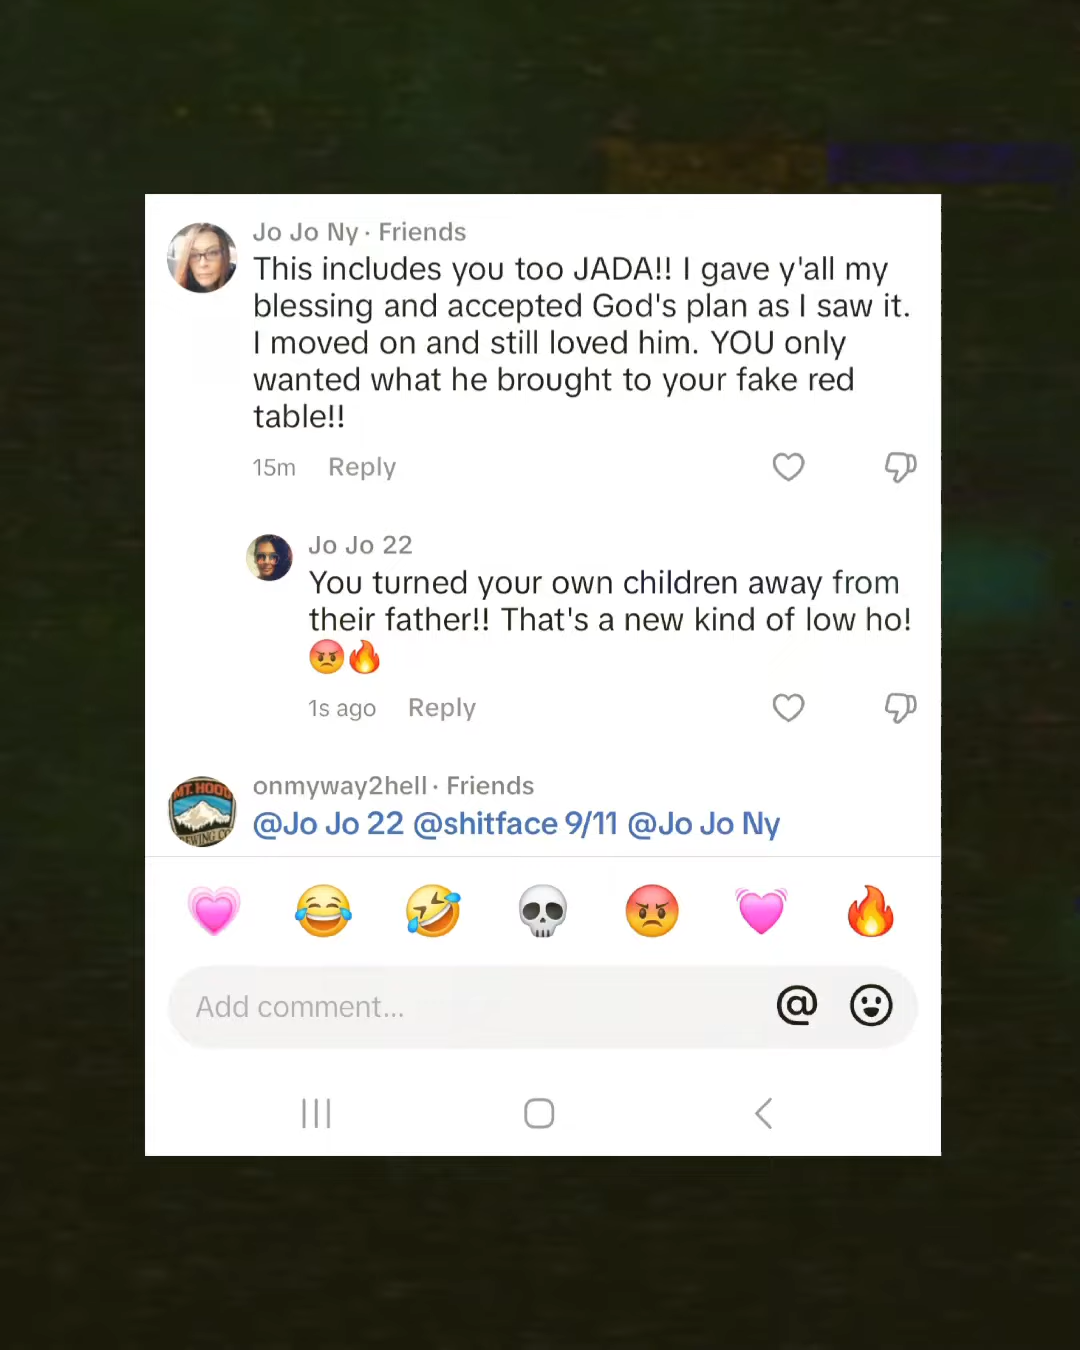 Jo Jo Ny · Friends
This includes you too JADA!! I gave y'all my
blessing and accepted God's plan as I saw it.
I moved on and still loved him. YOU only
wanted what he brought to your fake red
table!!
15m Reply
Jo Jo 22
You turned your own children away from
their father!! That's a new kind of low ho!
😡🔥
1s ago Reply
MT. HOOD
onmyway2hell · Friends
@Jo Jo 22 @shitface 9/11 @Jo Jo Ny
Add comment...